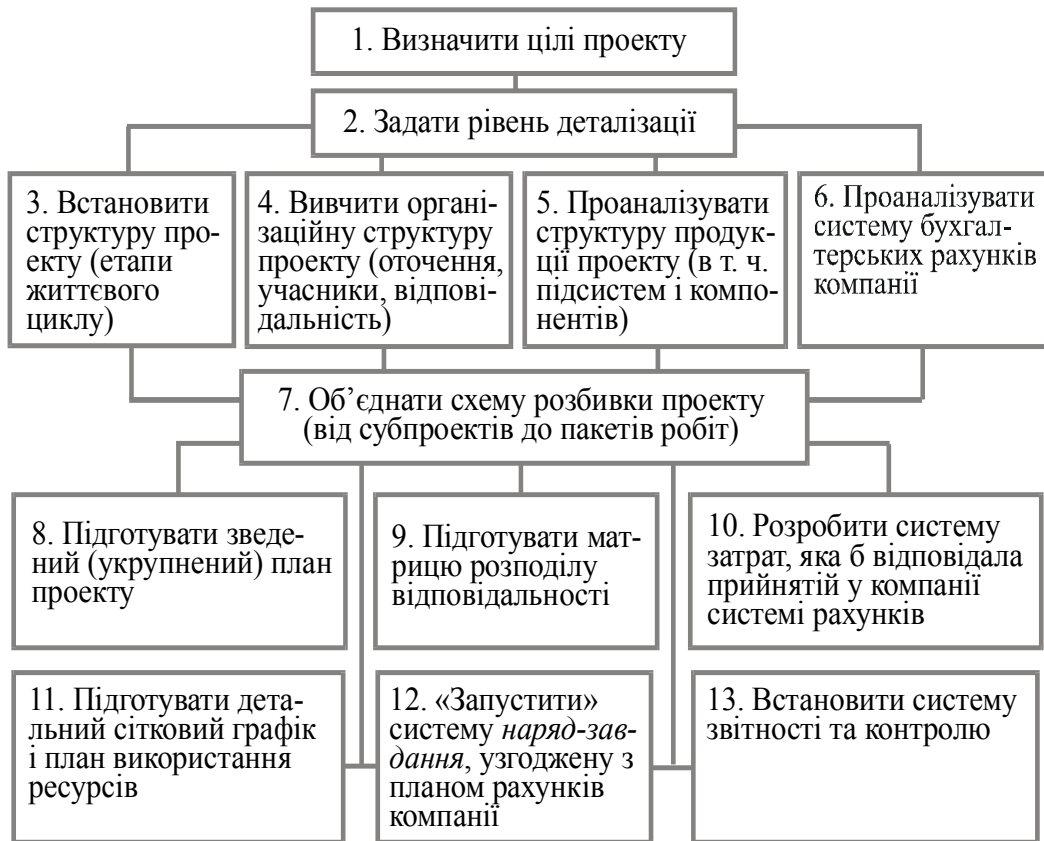 1. Визначити цілі проекту
2. Задати рівень деталізації
3. Встановити
структуру про-
екту (етапи
життєвого
циклу)
4. Вивчити органі-
заційну структуру
проекту (оточення,
учасники, відпові-
дальність)
5. Проаналізувати
структуру продук-
ції проекту (в т. ч.
підсистем і компо-
нентів)
6. Проаналізувати
систему бухгал-
терських рахунків
компанії
7. Об’єднати схему розбивки проекту
(від субпроектів до пакетів робіт)
8. Підготувати зведе-
ний (укрупнений) план
проекту
9. Підготувати мат-
рицю розподілу
відповідальності
10. Розробити систему
затрат, яка б відповідала
прийнятій у компанії
системі рахунків
11. Підготувати дета-
льний сітковий графік
і план використання
ресурсів
12. «Запустити»
систему наряд-зав-
дання, узгоджену з
планом рахунків
компанії
13. Встановити систему
звітності та контролю